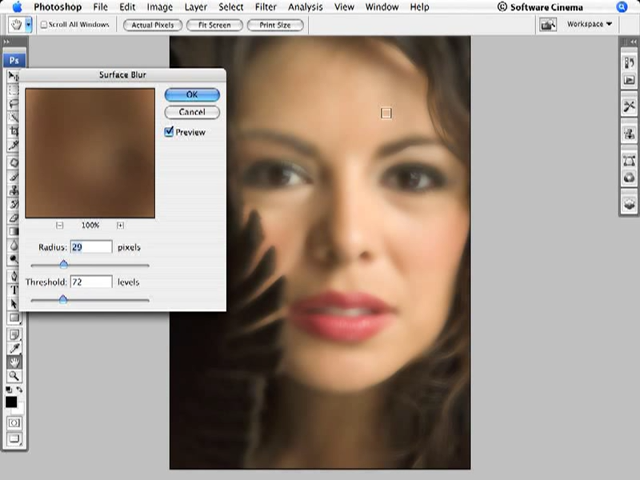 Photoshop File Edit Image Layer Select Filter Analysis View Window Help © Software Cinema
Scroll All Windows Actual Pixels Fit Screen Print Size Workspace
Ps
Surface Blur
OK
Cancel
Preview
100%
Radius: 29 pixels
Threshold: 72 levels
T